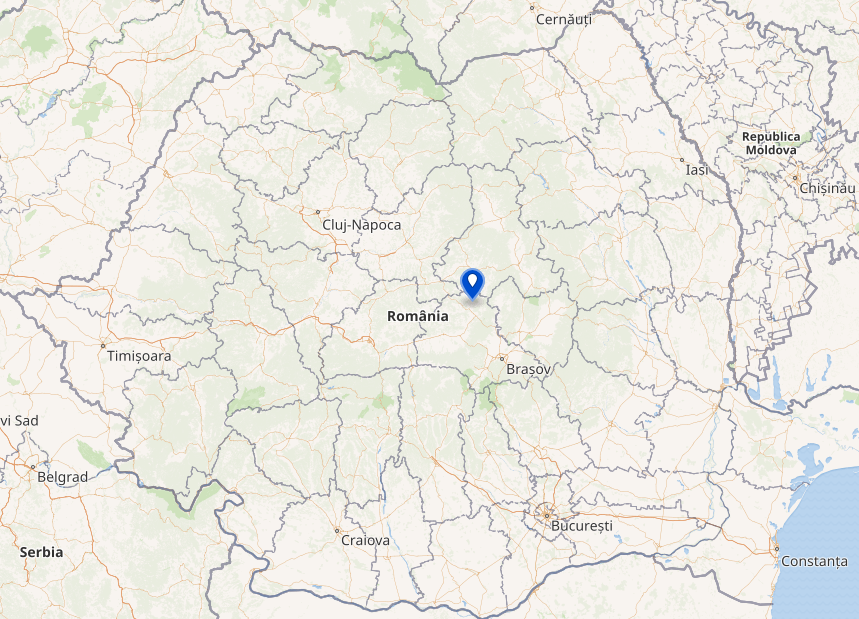 Cernăuți
Republica
Moldova
Iași
Chișinău
Cluj-Napoca
România
Timișoara
Brașov
vi Sad
Belgrad
București
Craiova
Serbia
Constanța